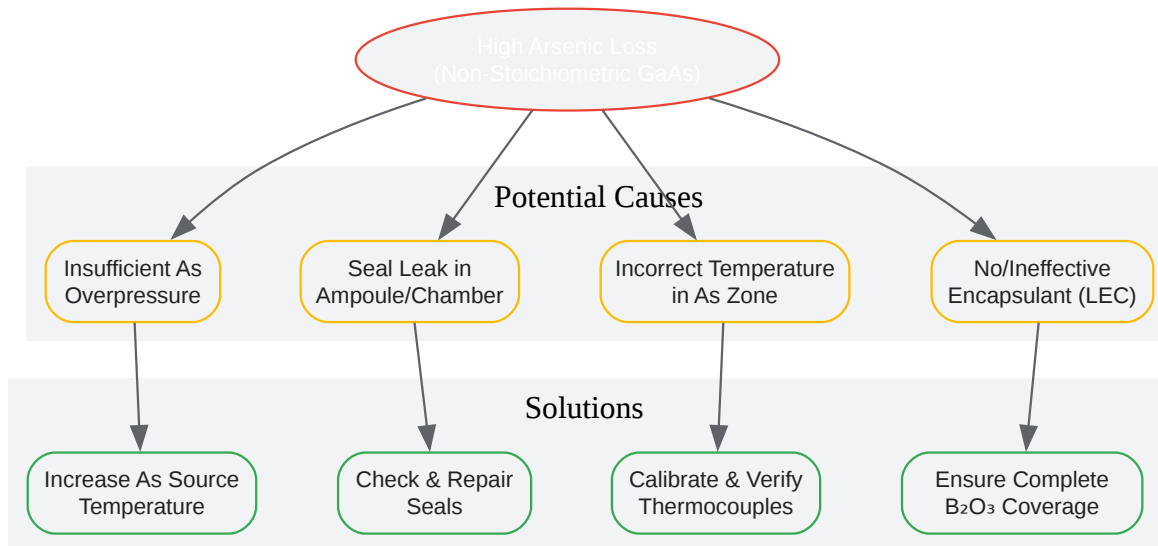 High Arsenic Loss
(Non-Stoichiometric GaAs)
Potential Causes
Insufficient As
Overpressure
Seal Leak in
Ampoule/Chamber
Incorrect Temperature
in As Zone
No/Ineffective
Encapsulant (LEC)
Solutions
Increase As Source
Temperature
Check & Repair
Seals
Calibrate & Verify
Thermocouples
Ensure Complete
B₂O₃ Coverage